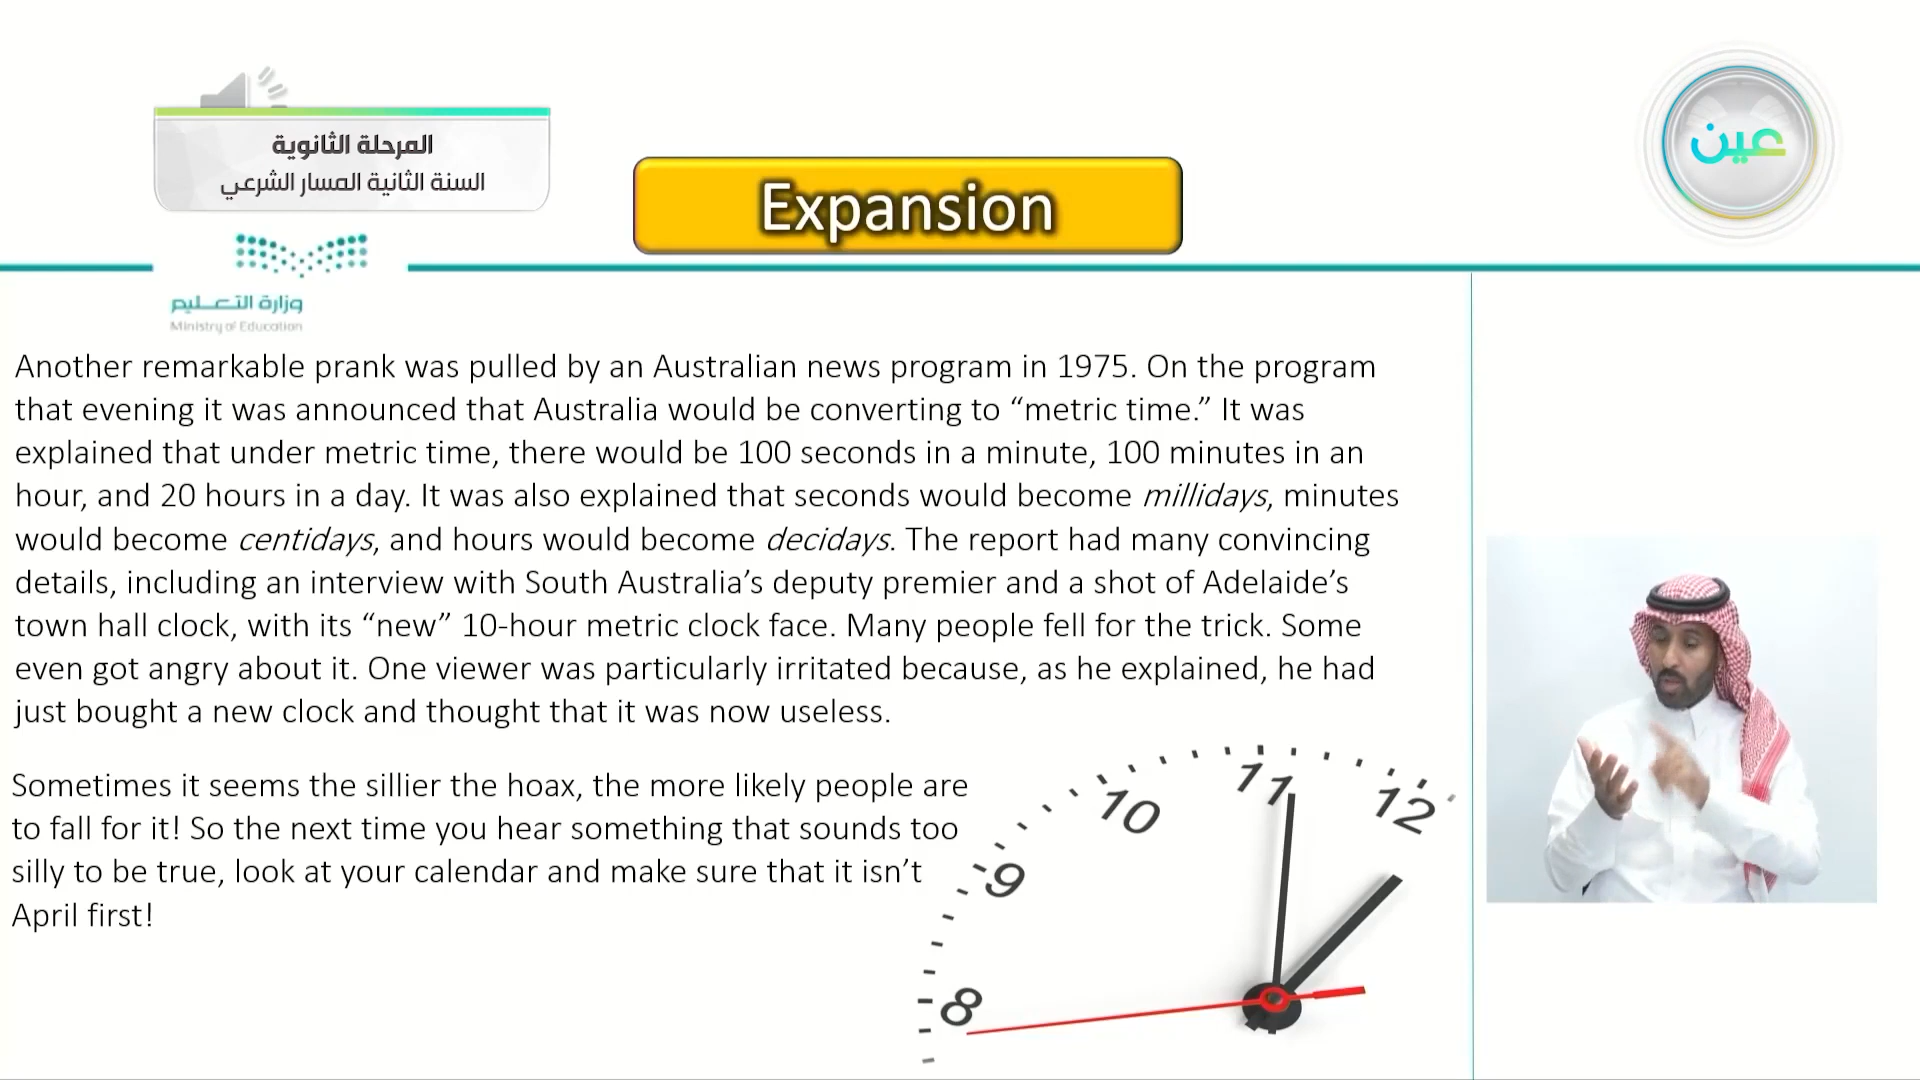 المرحلة الثانوية
السنة الثانية المسار الشرعي
عين
Expansion
وزارة التعليم
Ministry of Education
Another remarkable prank was pulled by an Australian news program in 1975. On the program
that evening it was announced that Australia would be converting to “metric time.” It was
explained that under metric time, there would be 100 seconds in a minute, 100 minutes in an
hour, and 20 hours in a day. It was also explained that seconds would become millidays, minutes
would become centidays, and hours would become decidays. The report had many convincing
details, including an interview with South Australia’s deputy premier and a shot of Adelaide’s
town hall clock, with its “new” 10-hour metric clock face. Many people fell for the trick. Some
even got angry about it. One viewer was particularly irritated because, as he explained, he had
just bought a new clock and thought that it was now useless.
Sometimes it seems the sillier the hoax, the more likely people are
to fall for it! So the next time you hear something that sounds too
silly to be true, look at your calendar and make sure that it isn’t
April first!
8
9
10
11
12